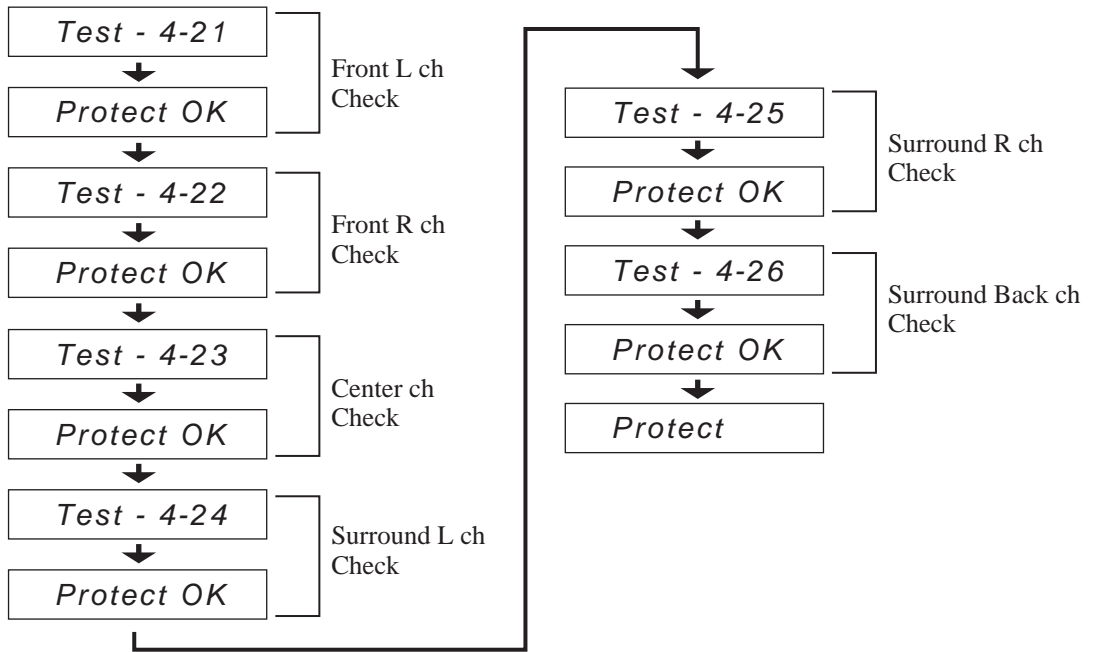 Test - 4-21
Protect OK
Front L ch
Check
Test - 4-22
Protect OK
Front R ch
Check
Test - 4-23
Protect OK
Center ch
Check
Test - 4-24
Protect OK
Surround L ch
Check
Test - 4-25
Protect OK
Surround R ch
Check
Test - 4-26
Protect OK
Surround Back ch
Check
Protect